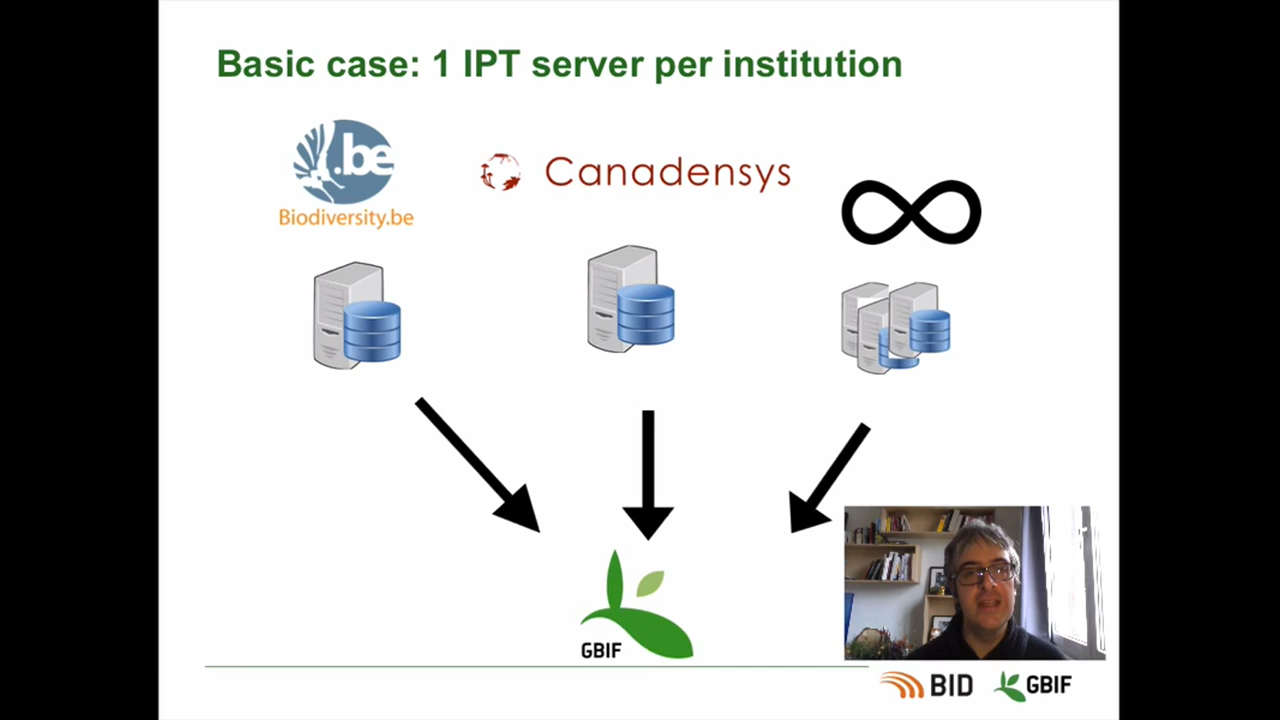 Basic case: 1 IPT server per institution
.be
Biodiversity.be
Canadensys
GBIF
BID
GBIF